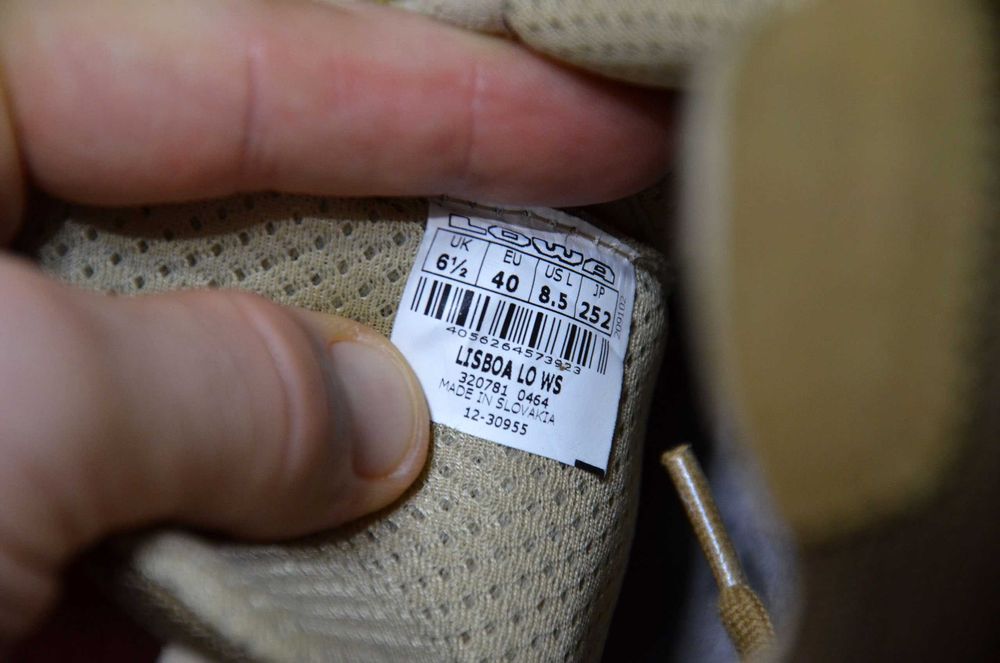 LOWA
UK EU US L JP
6½ 40 8.5 252
4056264573923
LISBOA LO WS
320781 0464
MADE IN SLOVAKIA
12-30955